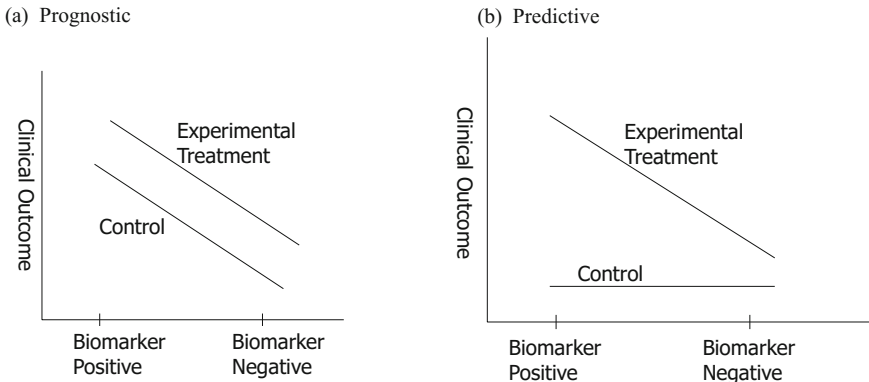 (a) Prognostic
Clinical Outcome
Experimental
Treatment
Control
Biomarker
Positive
Biomarker
Negative
(b) Predictive
Clinical Outcome
Experimental
Treatment
Control
Biomarker
Positive
Biomarker
Negative